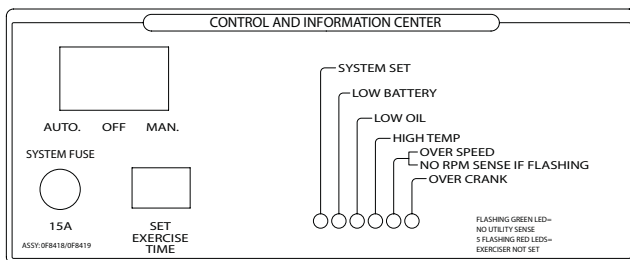 CONTROL AND INFORMATION CENTER
AUTO. OFF MAN.
SYSTEM FUSE
15A
SET
EXERCISE
TIME
ASSY: 0F8418/0F8419
SYSTEM SET
LOW BATTERY
LOW OIL
HIGH TEMP
OVER SPEED
NO RPM SENSE IF FLASHING
OVER CRANK
FLASHING GREEN LED=
NO UTILITY SENSE
5 FLASHING RED LEDS=
EXERCISER NOT SET